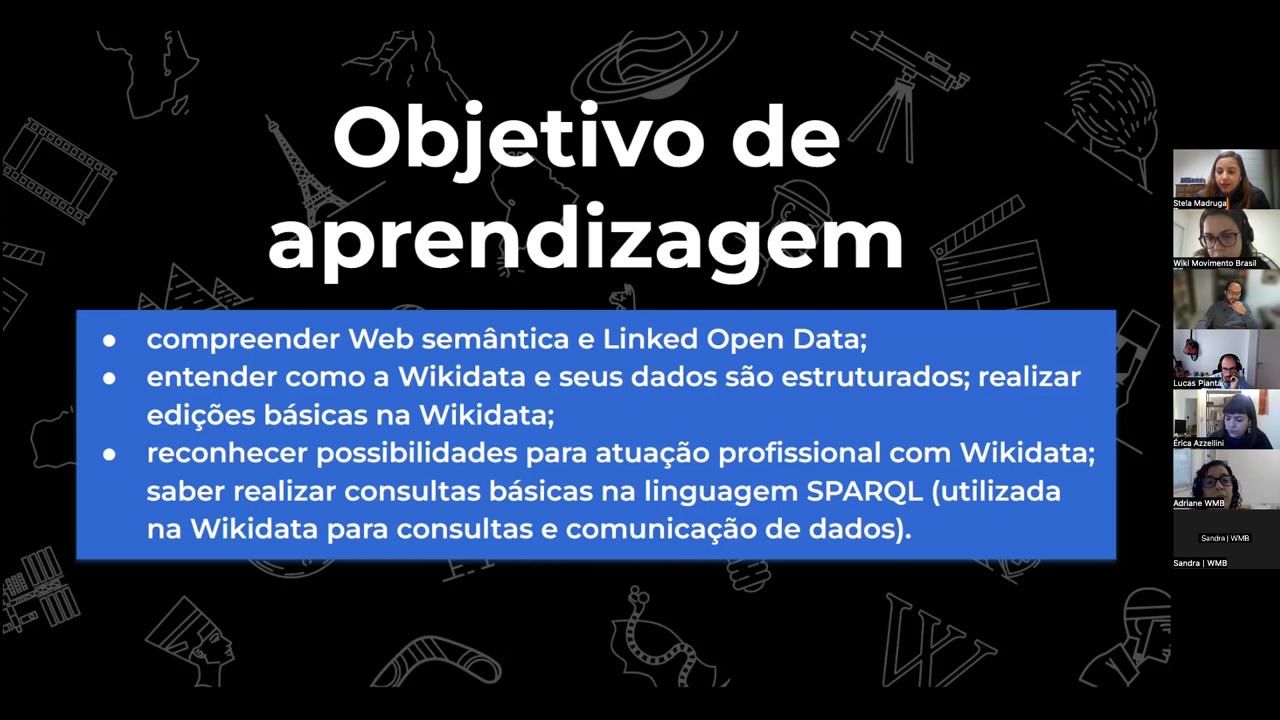 Objetivo de
aprendizagem
● compreender Web semântica e Linked Open Data;
● entender como a Wikidata e seus dados são estruturados; realizar
edições básicas na Wikidata;
● reconhecer possibilidades para atuação profissional com Wikidata;
saber realizar consultas básicas na linguagem SPARQL (utilizada
na Wikidata para consultas e comunicação de dados).
Stela Madruga
Wiki Movimento Brasil
Lucas Piantá
Érica Azzellini
Adriane WMB
Sandra | WMB
Sandra | WMB